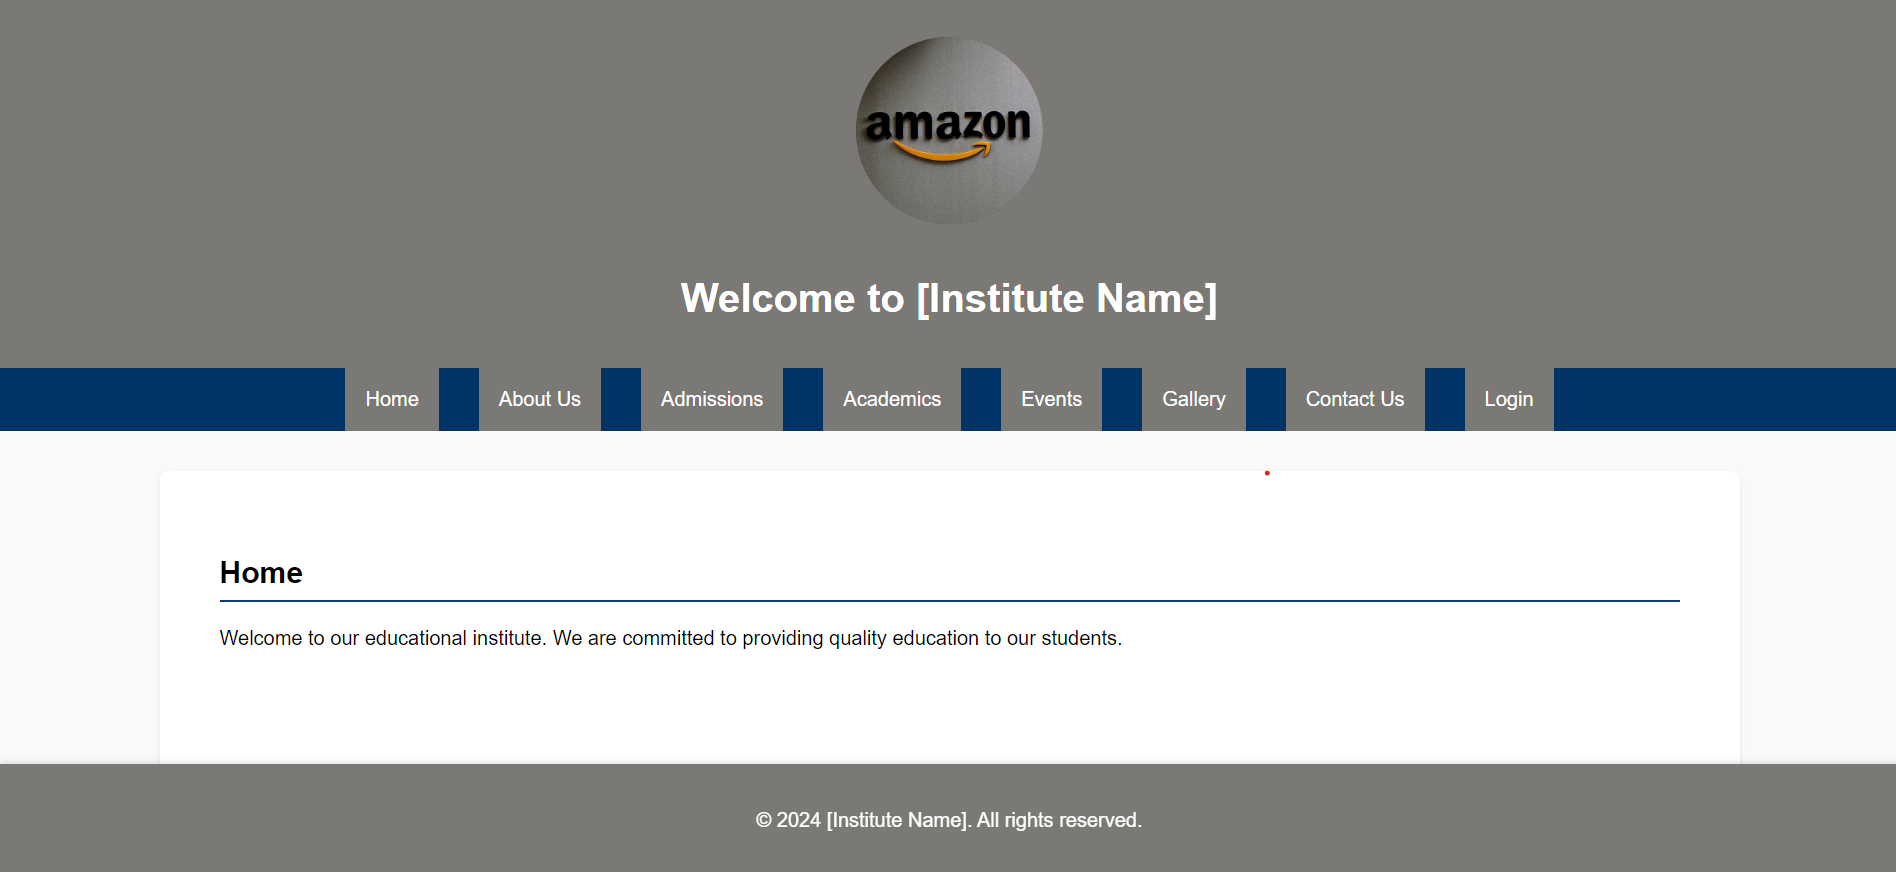 amazon
Welcome to [Institute Name]
Home About Us Admissions Academics Events Gallery Contact Us Login
Home
Welcome to our educational institute. We are committed to providing quality education to our students.
© 2024 [Institute Name]. All rights reserved.